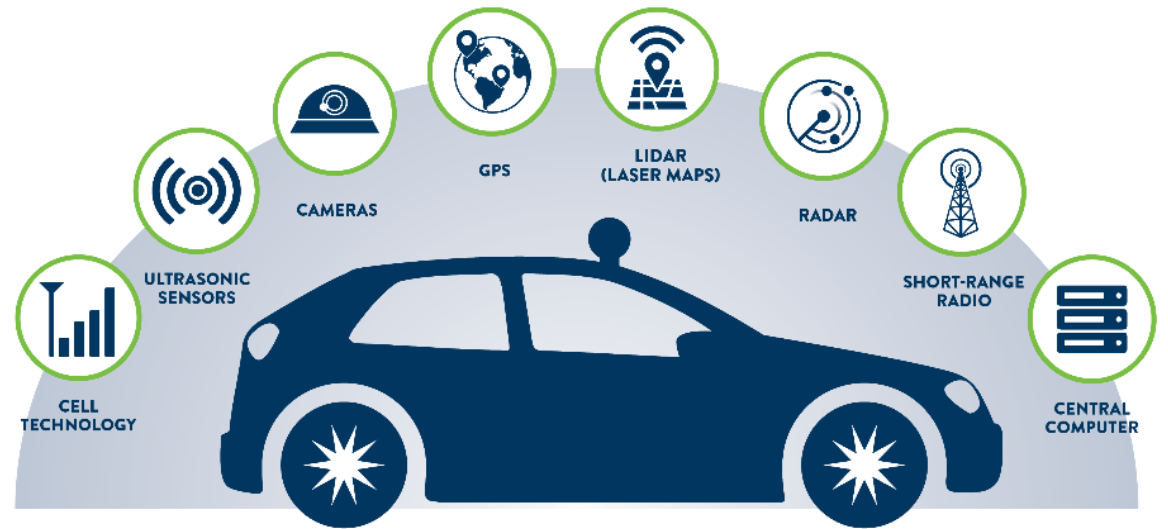 CELL
TECHNOLOGY
ULTRASONIC
SENSORS
CAMERAS
GPS
LIDAR
(LASER MAPS)
RADAR
SHORT-RANGE
RADIO
CENTRAL
COMPUTER